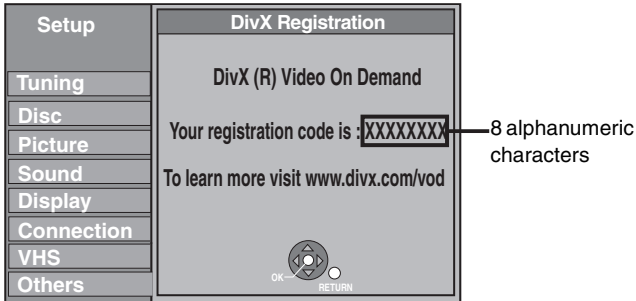 Setup
Tuning
Disc
Picture
Sound
Display
Connection
VHS
Others
DivX Registration
DivX (R) Video On Demand
Your registration code is : XXXXXXXX
To learn more visit www.divx.com/vod
OK
RETURN
8 alphanumeric
characters